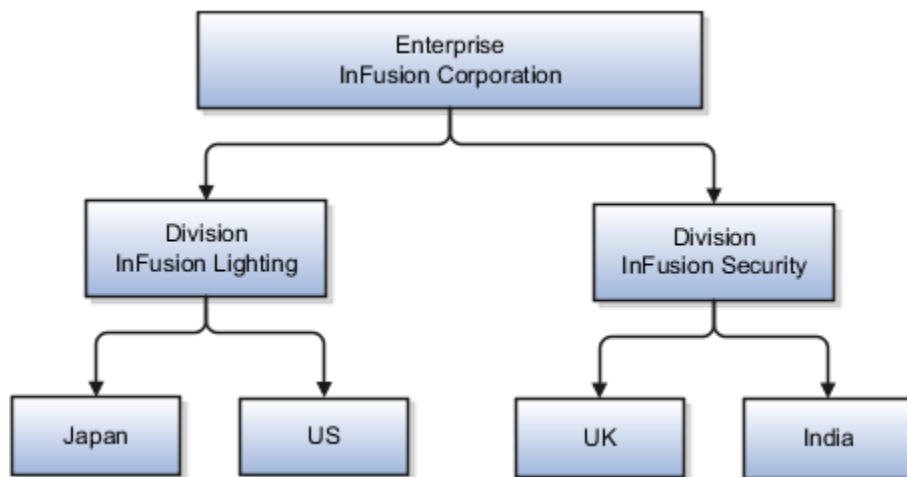 Enterprise
InFusion Corporation
Division
InFusion Lighting
Division
InFusion Security
Japan
US
UK
India